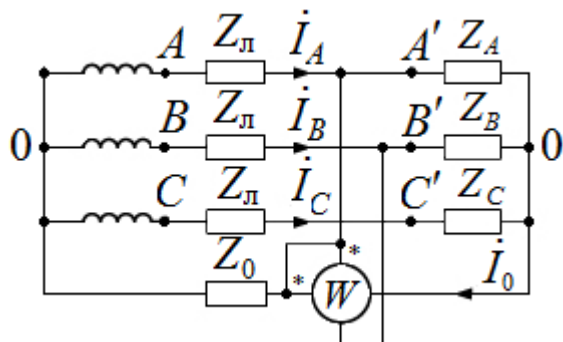 A Zл İA A′ ZA
0 B Zл İB B′ ZB 0
C Zл İC C′ ZC
Z0 * * W İ0